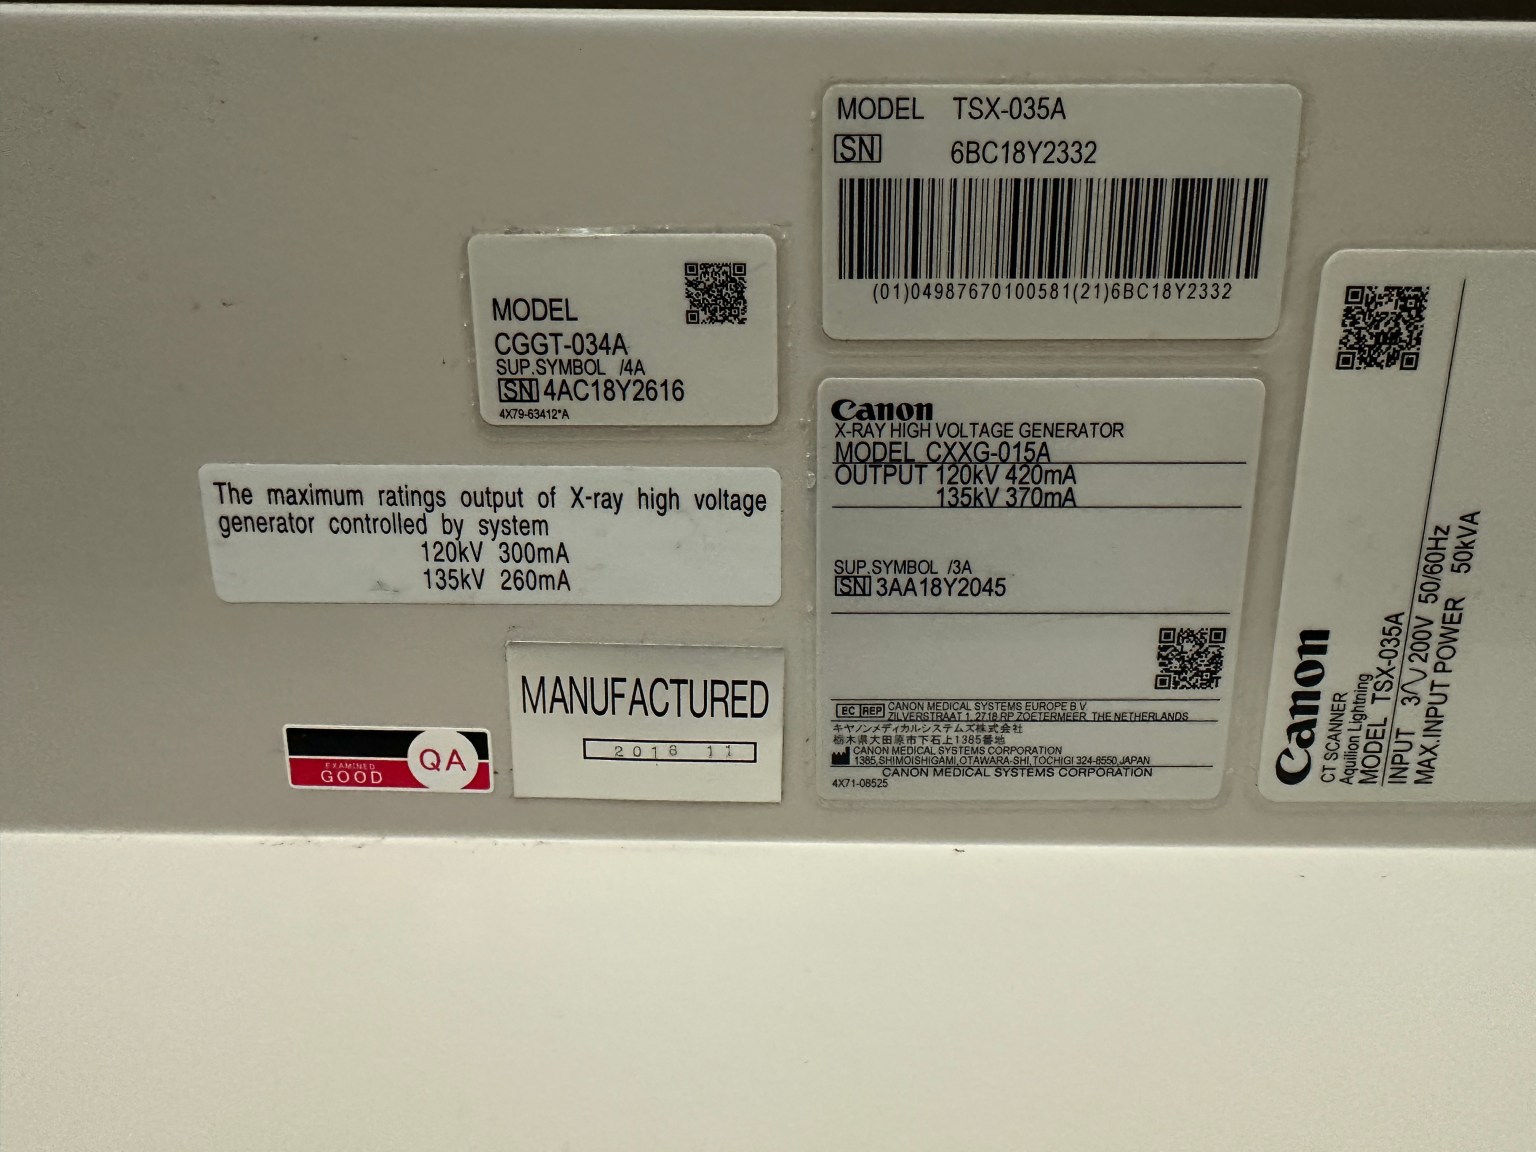 MODEL TSX-035A
SN 6BC18Y2332
(01)04987670100581(21)6BC18Y2332
MODEL
CGGT-034A
SUP.SYMBOL /4A
SN 4AC18Y2616
4X79-63412*A
The maximum ratings output of X-ray high voltage
generator controlled by system
120kV 300mA
135kV 260mA
MANUFACTURED
2018 11
EXAMINED
GOOD
QA
Canon
X-RAY HIGH VOLTAGE GENERATOR
MODEL CXXG-015A
OUTPUT 120kV 420mA
135kV 370mA
SUP.SYMBOL /3A
SN 3AA18Y2045
EC REP CANON MEDICAL SYSTEMS EUROPE B.V.
ZILVERSTRAAT 1, 2718 RP ZOETERMEER, THE NETHERLANDS
キヤノンメディカルシステムズ株式会社
栃木県大田原市下石上1385番地
CANON MEDICAL SYSTEMS CORPORATION
1385,SHIMOISHIGAMI,OTAWARA-SHI,TOCHIGI 324-8550,JAPAN
CANON MEDICAL SYSTEMS CORPORATION
4X71-08525
Canon
CT SCANNER
Aquilion Lightning
MODEL TSX-035A
INPUT 3∿200V 50/60Hz
MAX.INPUT POWER 50kVA